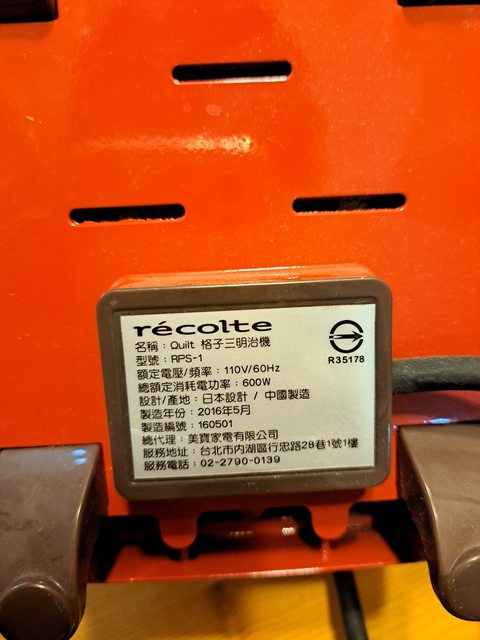 récolte
名稱：Quilt 格子三明治機
型號：RPS-1
額定電壓/頻率：110V/60Hz
總額定消耗電功率：600W
設計/產地：日本設計 / 中國製造
製造年份：2016年5月
製造編號：160501
總代理：美寶家電有限公司
服務地址：台北市內湖區行忠路28巷1號1樓
服務電話：02-2790-0139
R35178